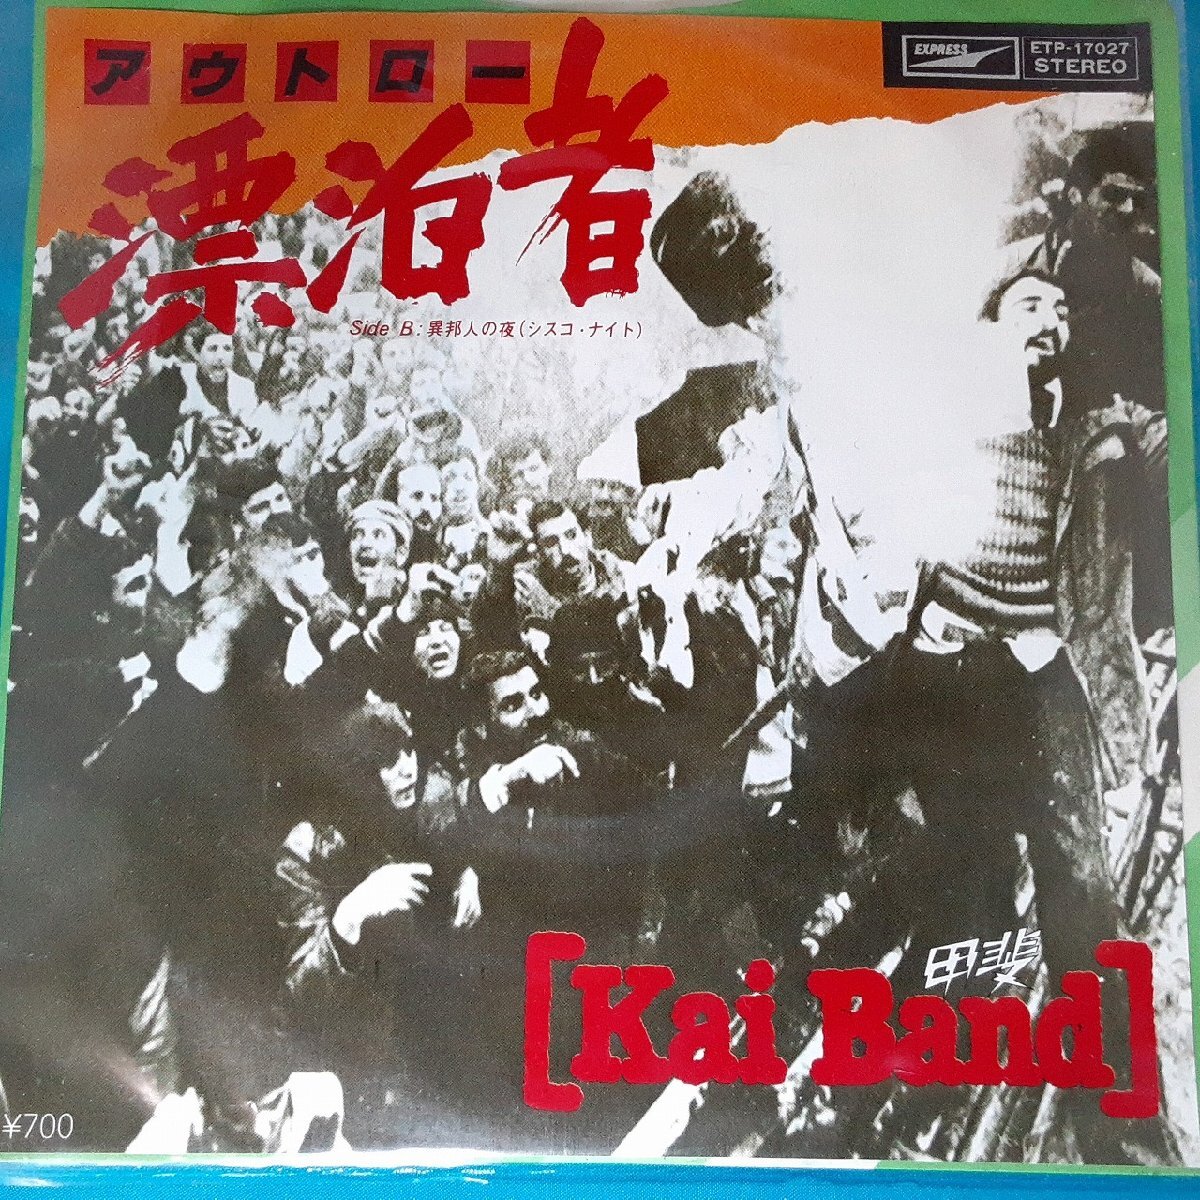 アウトロー
漂泊者
Side B：異邦人の夜（シスコ・ナイト）
EXPRESS
ETP-17027
STEREO
甲斐
[Kai Band]
¥700